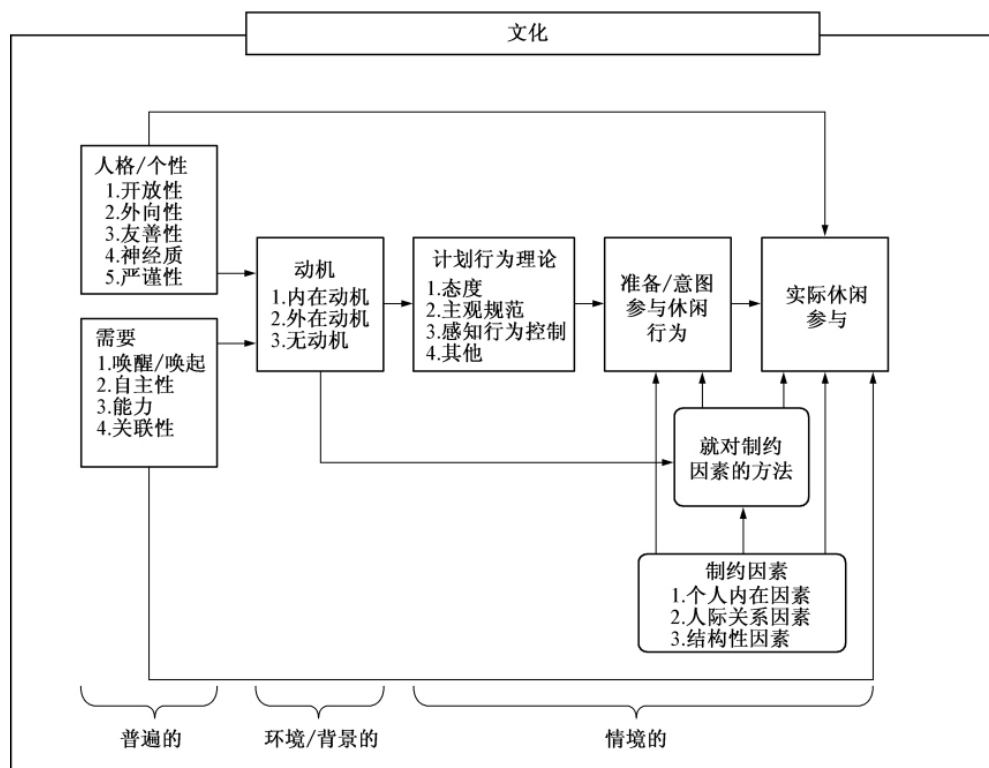 文化
人格/个性
1.开放性
2.外向性
3.友善性
4.神经质
5.严谨性
需要
1.唤醒/唤起
2.自主性
3.能力
4.关联性
动机
1.内在动机
2.外在动机
3.无动机
计划行为理论
1.态度
2.主观规范
3.感知行为控制
4.其他
准备/意图
参与休闲
行为
实际休闲
参与
就对制约
因素的方法
制约因素
1.个人内在因素
2.人际关系因素
3.结构性因素
普遍的
环境/背景的
情境的